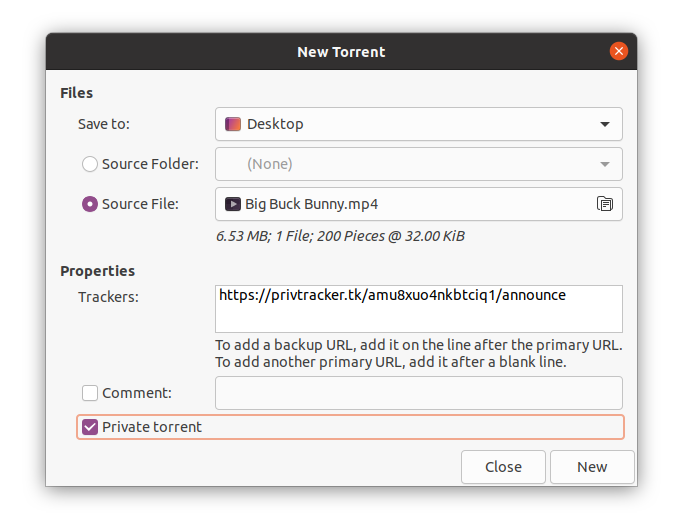 New Torrent
Files
Save to: Desktop
Source Folder: (None)
Source File: Big Buck Bunny.mp4
6.53 MB; 1 File; 200 Pieces @ 32.00 KiB
Properties
Trackers: https://privtracker.tk/amu8xuo4nkbtciq1/announce
To add a backup URL, add it on the line after the primary URL.
To add another primary URL, add it after a blank line.
Comment:
Private torrent
Close New